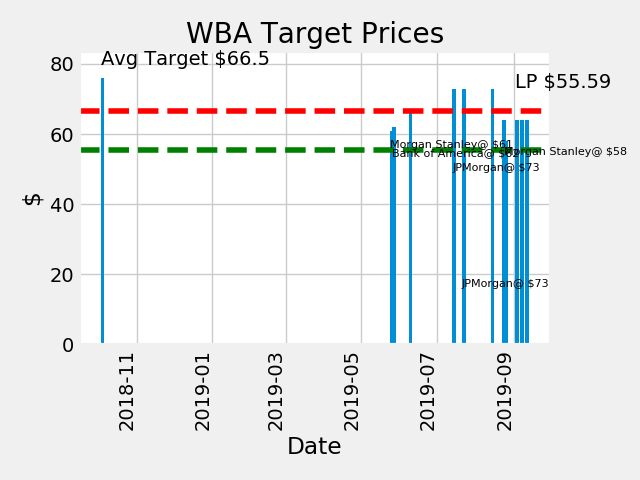 WBA Target Prices
Avg Target $66.5
LP $55.59
80
60
40
20
0
$
Morgan Stanley@ $61
Bank of America@ $62
Morgan Stanley@ $58
JPMorgan@ $73
JPMorgan@ $73
2018-11
2019-01
2019-03
2019-05
2019-07
2019-09
Date